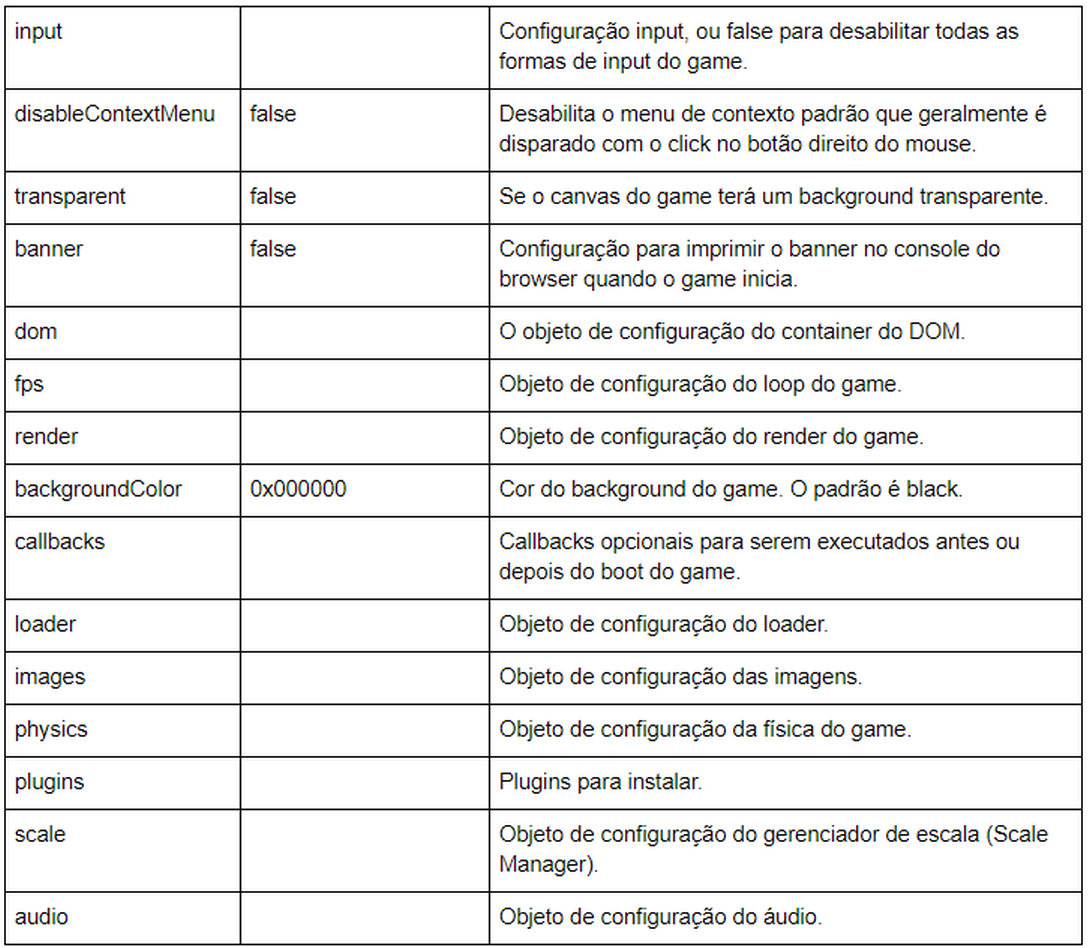 input Configuração input, ou false para desabilitar todas as
formas de input do game.
disableContextMenu false Desabilita o menu de contexto padrão que geralmente é
disparado com o click no botão direito do mouse.
transparent false Se o canvas do game terá um background transparente.
banner false Configuração para imprimir o banner no console do
browser quando o game inicia.
dom O objeto de configuração do container do DOM.
fps Objeto de configuração do loop do game.
render Objeto de configuração do render do game.
backgroundColor 0x000000 Cor do background do game. O padrão é black.
callbacks Callbacks opcionais para serem executados antes ou
depois do boot do game.
loader Objeto de configuração do loader.
images Objeto de configuração das imagens.
physics Objeto de configuração da física do game.
plugins Plugins para instalar.
scale Objeto de configuração do gerenciador de escala (Scale
Manager).
audio Objeto de configuração do áudio.